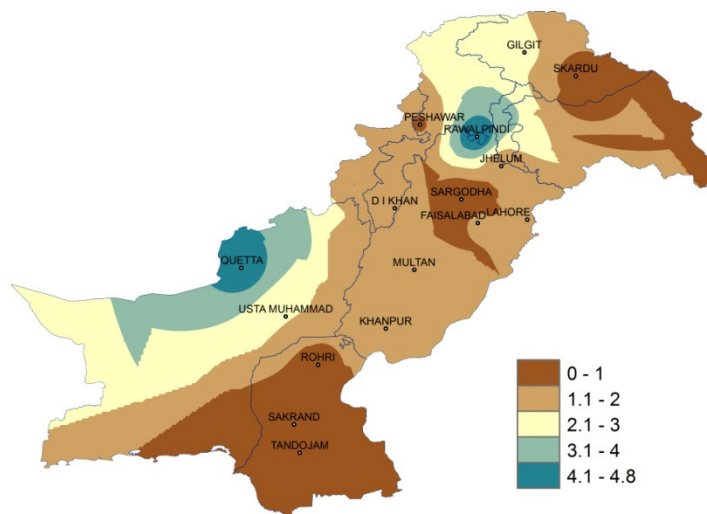 GILGIT
SKARDU
PESHAWAR
RAWALPINDI
JHELUM
SARGODHA
D I KHAN
FAISALABAD
LAHORE
QUETTA
MULTAN
USTA MUHAMMAD
KHANPUR
ROHRI
SAKRAND
TANDOJAM
0 - 1
1.1 - 2
2.1 - 3
3.1 - 4
4.1 - 4.8